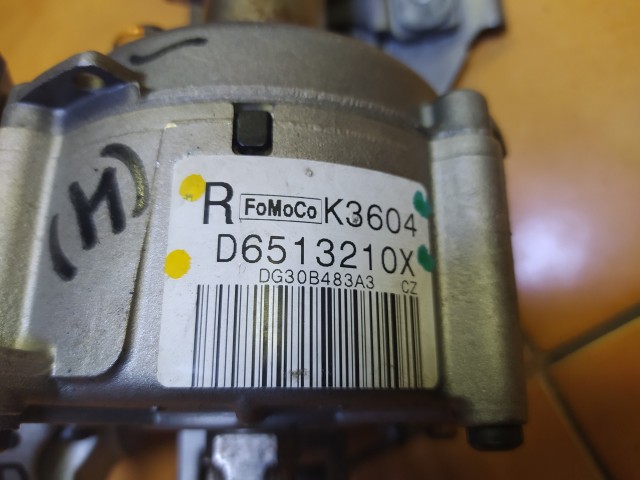 (H)
R FoMoCo K3604
D6513210X
DG30B483A3 CZ